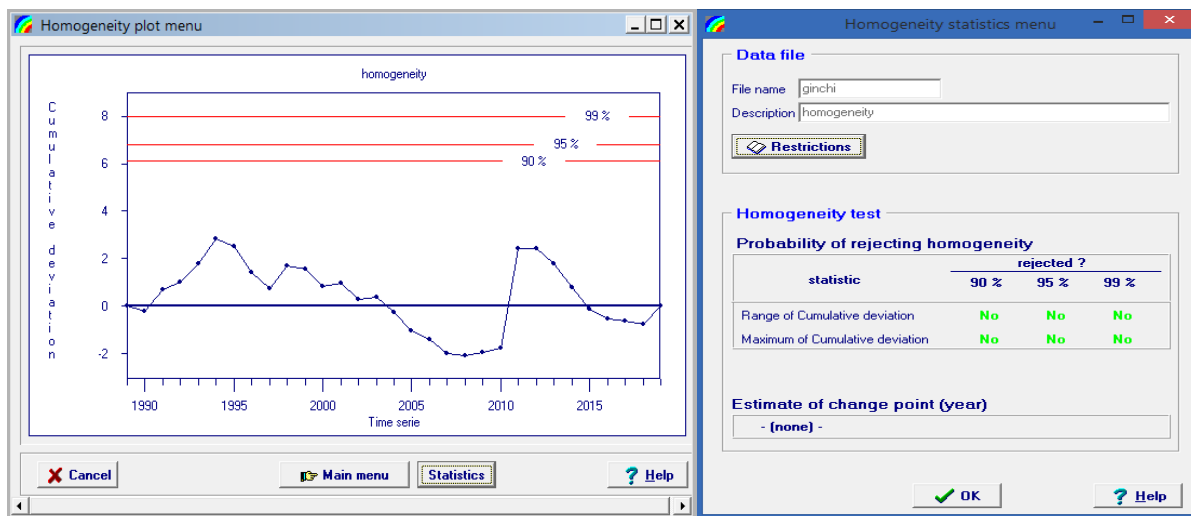 Homogeneity plot menu
homogeneity
Cumulative deviation
8
6
4
2
0
-2
99 %
95 %
90 %
1990 1995 2000 2005 2010 2015
Time serie
Cancel Main menu Statistics ? Help
Homogeneity statistics menu
Data file
File name ginchi
Description homogeneity
Restrictions
Homogeneity test
Probability of rejecting homogeneity
rejected ?
statistic 90 % 95 % 99 %
Range of Cumulative deviation No No No
Maximum of Cumulative deviation No No No
Estimate of change point (year)
- (none) -
OK ? Help